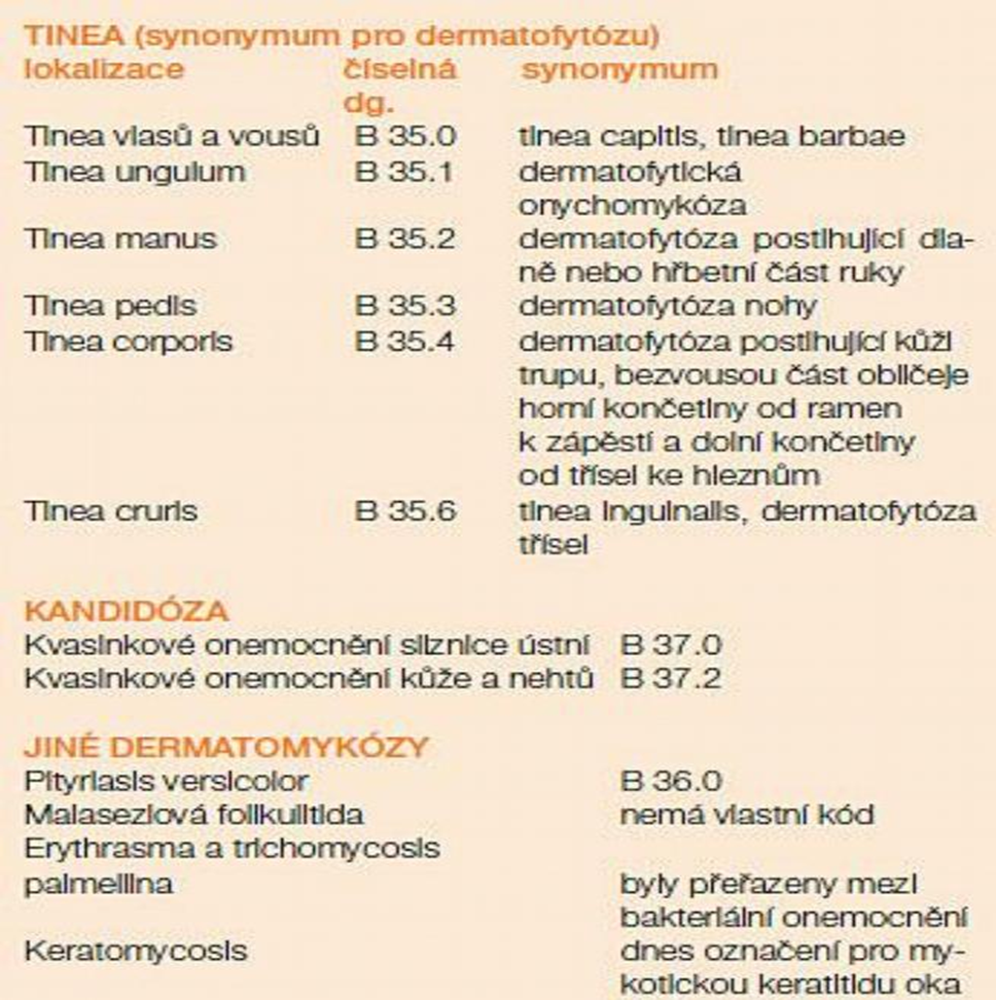 TINEA (synonymum pro dermatofytózu)
lokalizace číselná synonymum
dg.
Tinea vlasů a vousů B 35.0 tinea capitis, tinea barbae
Tinea unguium B 35.1 dermatofytická
onychomykóza
Tinea manus B 35.2 dermatofytóza postihující dla-
ně nebo hřbetní část ruky
Tinea pedis B 35.3 dermatofytóza nohy
Tinea corporis B 35.4 dermatofytóza postihující kůži
trupu, bezvousou část obličeje
horní končetiny od ramen
k zápěstí a dolní končetiny
od třísel ke hleznům
Tinea cruris B 35.6 tinea inguinalis, dermatofytóza
třísel
KANDIDÓZA
Kvasinkové onemocnění sliznice ústní B 37.0
Kvasinkové onemocnění kůže a nehtů B 37.2
JINÉ DERMATOMYKÓZY
Pityriasis versicolor B 36.0
Malaseziová folikulitida nemá vlastní kód
Erythrasma a trichomycosis
palmellina byly přeřazeny mezi
bakteriální onemocnění
Keratomycosis dnes označení pro my-
kotickou keratitidu oka